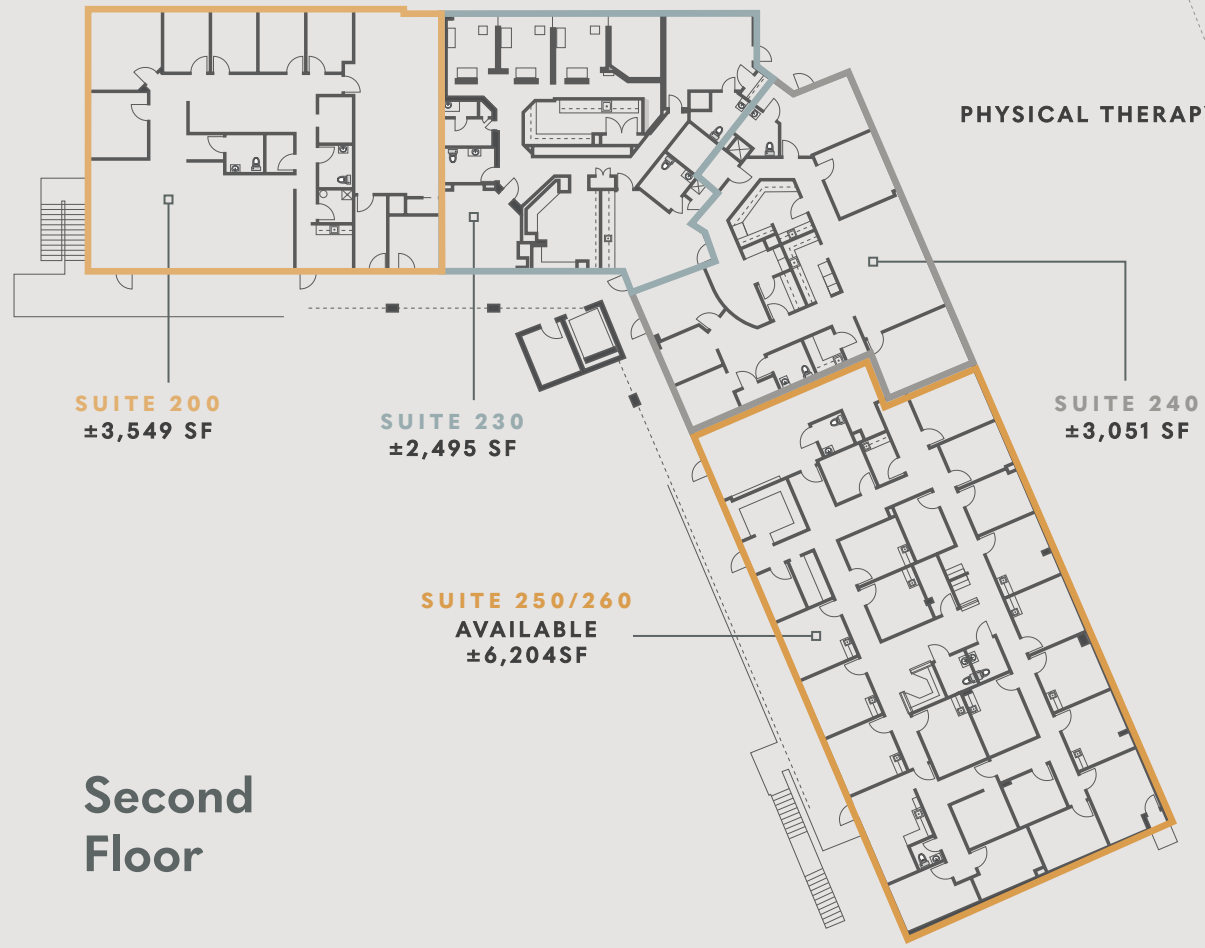 PHYSICAL THERAPY
SUITE 200
±3,549 SF
SUITE 230
±2,495 SF
SUITE 240
±3,051 SF
SUITE 250/260
AVAILABLE
±6,204SF
Second
Floor